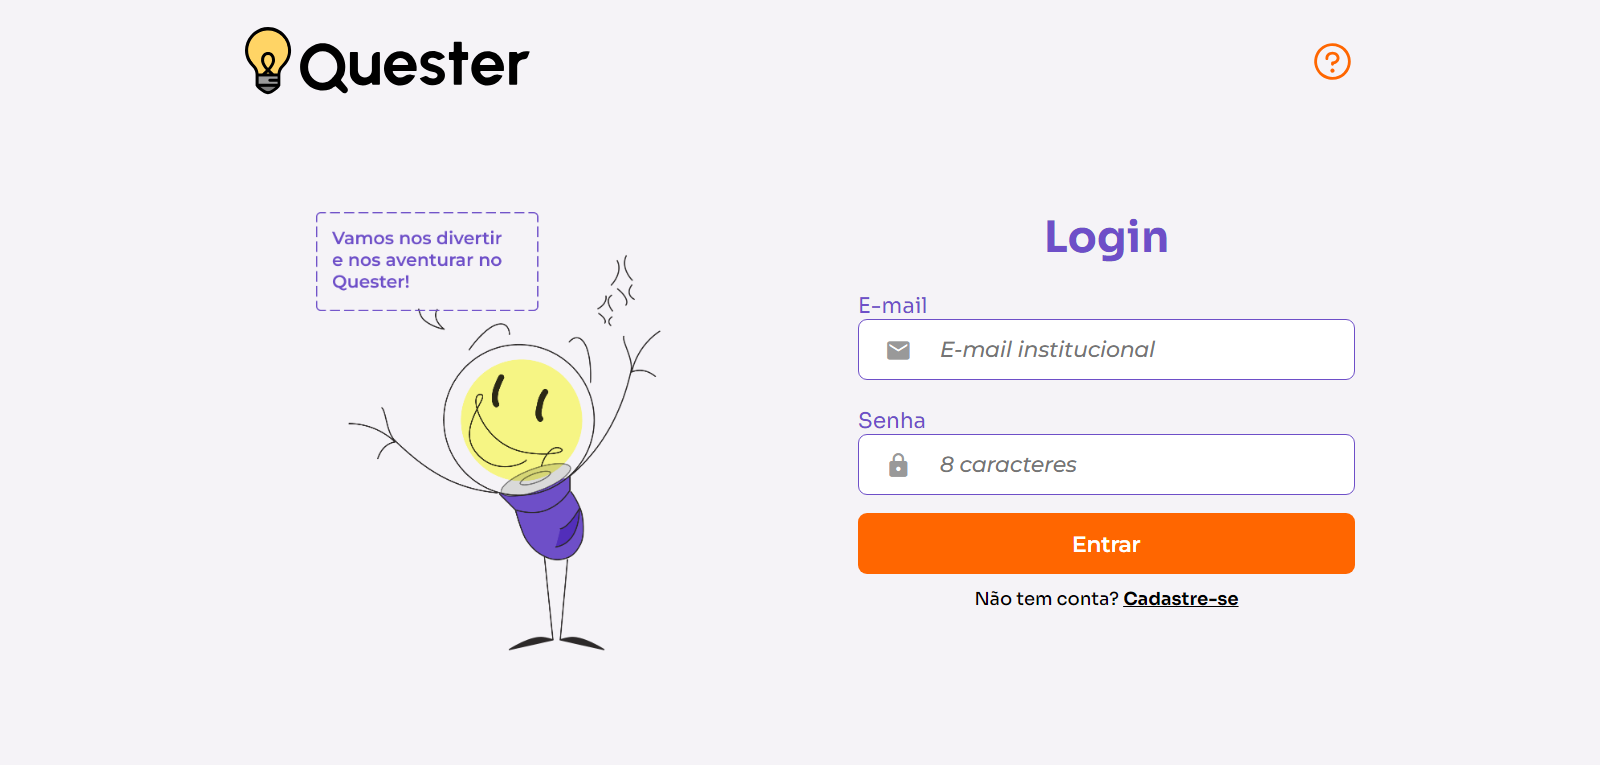 Quester
?
Vamos nos divertir
e nos aventurar no
Quester!
Login
E-mail
E-mail institucional
Senha
8 caracteres
Entrar
Não tem conta? Cadastre-se